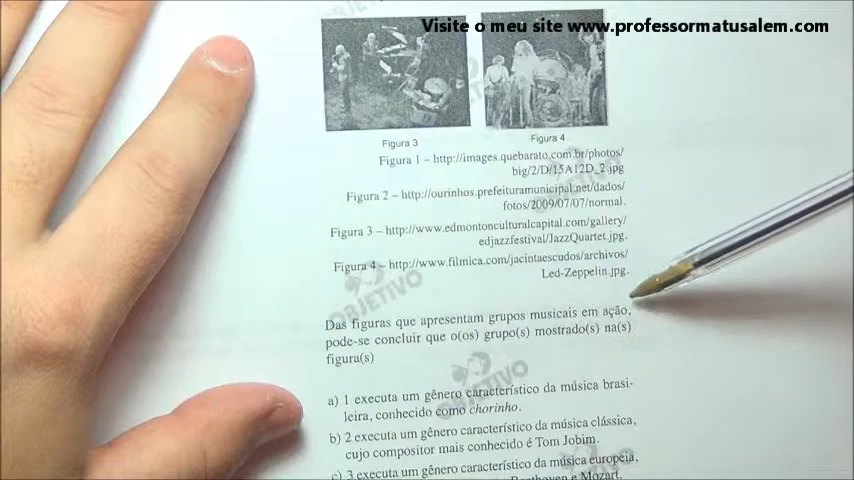 Visite o meu site www.professormatusalem.com
Figura 3
Figura 4
Figura 1 – http://images.quebarato.com.br/photos/
big/2/D/15A12D_2.jpg
Figura 2 – http://ourinhos.prefeituramunicipal.net/dados/
fotos/2009/07/07/normal.
Figura 3 – http://www.edmontonculturalcapital.com/gallery/
edjazzfestival/JazzQuartet.jpg.
Figura 4 – http://www.filmica.com/jacintaescudos/archivos/
Led-Zeppelin.jpg.
OBJETIVO
Das figuras que apresentam grupos musicais em ação,
pode-se concluir que o(os) grupo(s) mostrado(s) na(s)
figura(s)
OBJETIVO
a) 1 executa um gênero característico da música brasi-
leira, conhecido como chorinho.
b) 2 executa um gênero característico da música clássica,
cujo compositor mais conhecido é Tom Jobim.
c) 3 executa um gênero característico da música europeia,
Beethoven e Mozart.